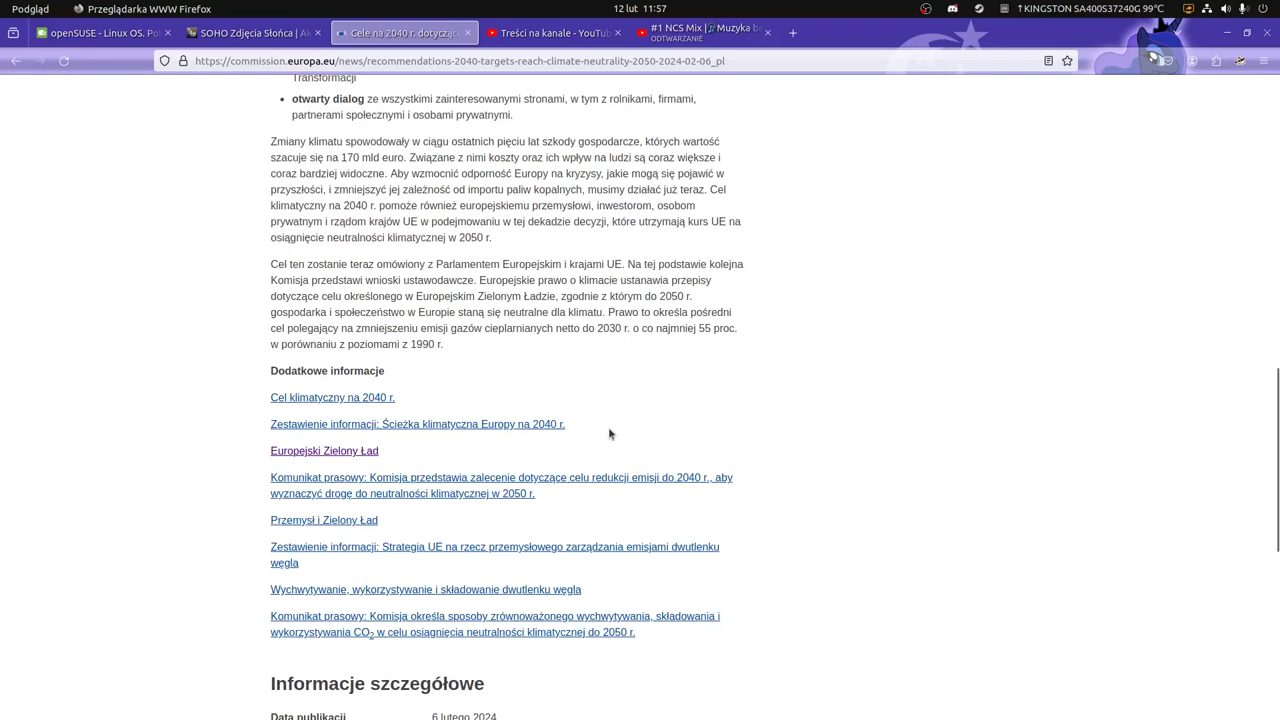 Podgląd
Przeglądarka WWW Firefox
12 lut 11:57
↑KINGSTON SA400S37240G 99°C
openSUSE - Linux OS. Pol
SOHO Zdjęcia Słońca | Ak
Cele na 2040 r. dotycząc
Treści na kanale - YouTub
#1 NCS Mix | Muzyka b
ODTWARZANIE
https://commission.europa.eu/news/recommendations-2040-targets-reach-climate-neutrality-2050-2024-02-06_pl
Transformacji
• otwarty dialog ze wszystkimi zainteresowanymi stronami, w tym z rolnikami, firmami,
partnerami społecznymi i osobami prywatnymi.
Zmiany klimatu spowodowały w ciągu ostatnich pięciu lat szkody gospodarcze, których wartość
szacuje się na 170 mld euro. Związane z nimi koszty oraz ich wpływ na ludzi są coraz większe i
coraz bardziej widoczne. Aby wzmocnić odporność Europy na kryzysy, jakie mogą się pojawić w
przyszłości, i zmniejszyć jej zależność od importu paliw kopalnych, musimy działać już teraz. Cel
klimatyczny na 2040 r. pomoże również europejskiemu przemysłowi, inwestorom, osobom
prywatnym i rządom krajów UE w podejmowaniu w tej dekadzie decyzji, które utrzymają kurs UE na
osiągnięcie neutralności klimatycznej w 2050 r.
Cel ten zostanie teraz omówiony z Parlamentem Europejskim i krajami UE. Na tej podstawie kolejna
Komisja przedstawi wnioski ustawodawcze. Europejskie prawo o klimacie ustanawia przepisy
dotyczące celu określonego w Europejskim Zielonym Ładzie, zgodnie z którym do 2050 r.
gospodarka i społeczeństwo w Europie staną się neutralne dla klimatu. Prawo to określa pośredni
cel polegający na zmniejszeniu emisji gazów cieplarnianych netto do 2030 r. o co najmniej 55 proc.
w porównaniu z poziomami z 1990 r.
Dodatkowe informacje
Cel klimatyczny na 2040 r.
Zestawienie informacji: Ścieżka klimatyczna Europy na 2040 r.
Europejski Zielony Ład
Komunikat prasowy: Komisja przedstawia zalecenie dotyczące celu redukcji emisji do 2040 r., aby
wyznaczyć drogę do neutralności klimatycznej w 2050 r.
Przemysł i Zielony Ład
Zestawienie informacji: Strategia UE na rzecz przemysłowego zarządzania emisjami dwutlenku
węgla
Wychwytywanie, wykorzystywanie i składowanie dwutlenku węgla
Komunikat prasowy: Komisja określa sposoby zrównoważonego wychwytywania, składowania i
wykorzystywania CO₂ w celu osiągnięcia neutralności klimatycznej do 2050 r.
Informacje szczegółowe
Data publikacji
6 lutego 2024